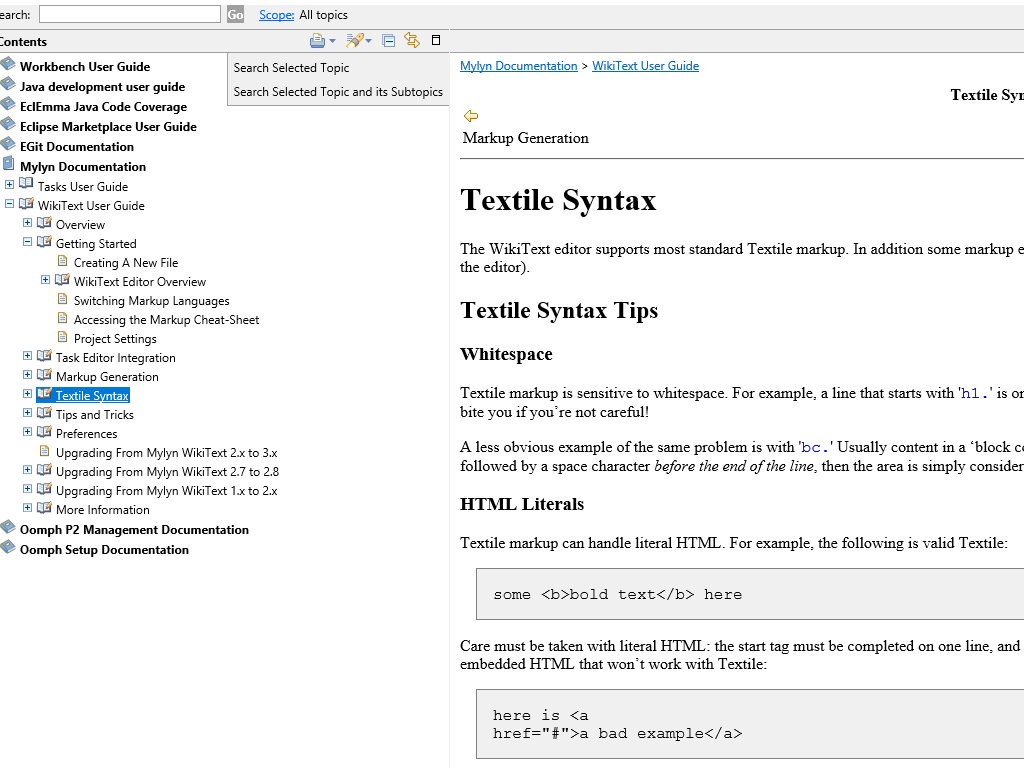 earch: Go Scope: All topics
Contents
Search Selected Topic
Search Selected Topic and its Subtopics
Workbench User Guide
Java development user guide
EclEmma Java Code Coverage
Eclipse Marketplace User Guide
EGit Documentation
Mylyn Documentation
Tasks User Guide
WikiText User Guide
Overview
Getting Started
Creating A New File
WikiText Editor Overview
Switching Markup Languages
Accessing the Markup Cheat-Sheet
Project Settings
Task Editor Integration
Markup Generation
Textile Syntax
Tips and Tricks
Preferences
Upgrading From Mylyn WikiText 2.x to 3.x
Upgrading From Mylyn WikiText 2.7 to 2.8
Upgrading From Mylyn WikiText 1.x to 2.x
More Information
Oomph P2 Management Documentation
Oomph Setup Documentation
Mylyn Documentation > WikiText User Guide
Textile Syn
Markup Generation
Textile Syntax
The WikiText editor supports most standard Textile markup. In addition some markup e
the editor).
Textile Syntax Tips
Whitespace
Textile markup is sensitive to whitespace. For example, a line that starts with 'h1.' is on
bite you if you’re not careful!
A less obvious example of the same problem is with 'bc.' Usually content in a ‘block co
followed by a space character before the end of the line, then the area is simply consider
HTML Literals
Textile markup can handle literal HTML. For example, the following is valid Textile:
some <b>bold text</b> here
Care must be taken with literal HTML: the start tag must be completed on one line, and
embedded HTML that won’t work with Textile:
here is <a
href="#">a bad example</a>